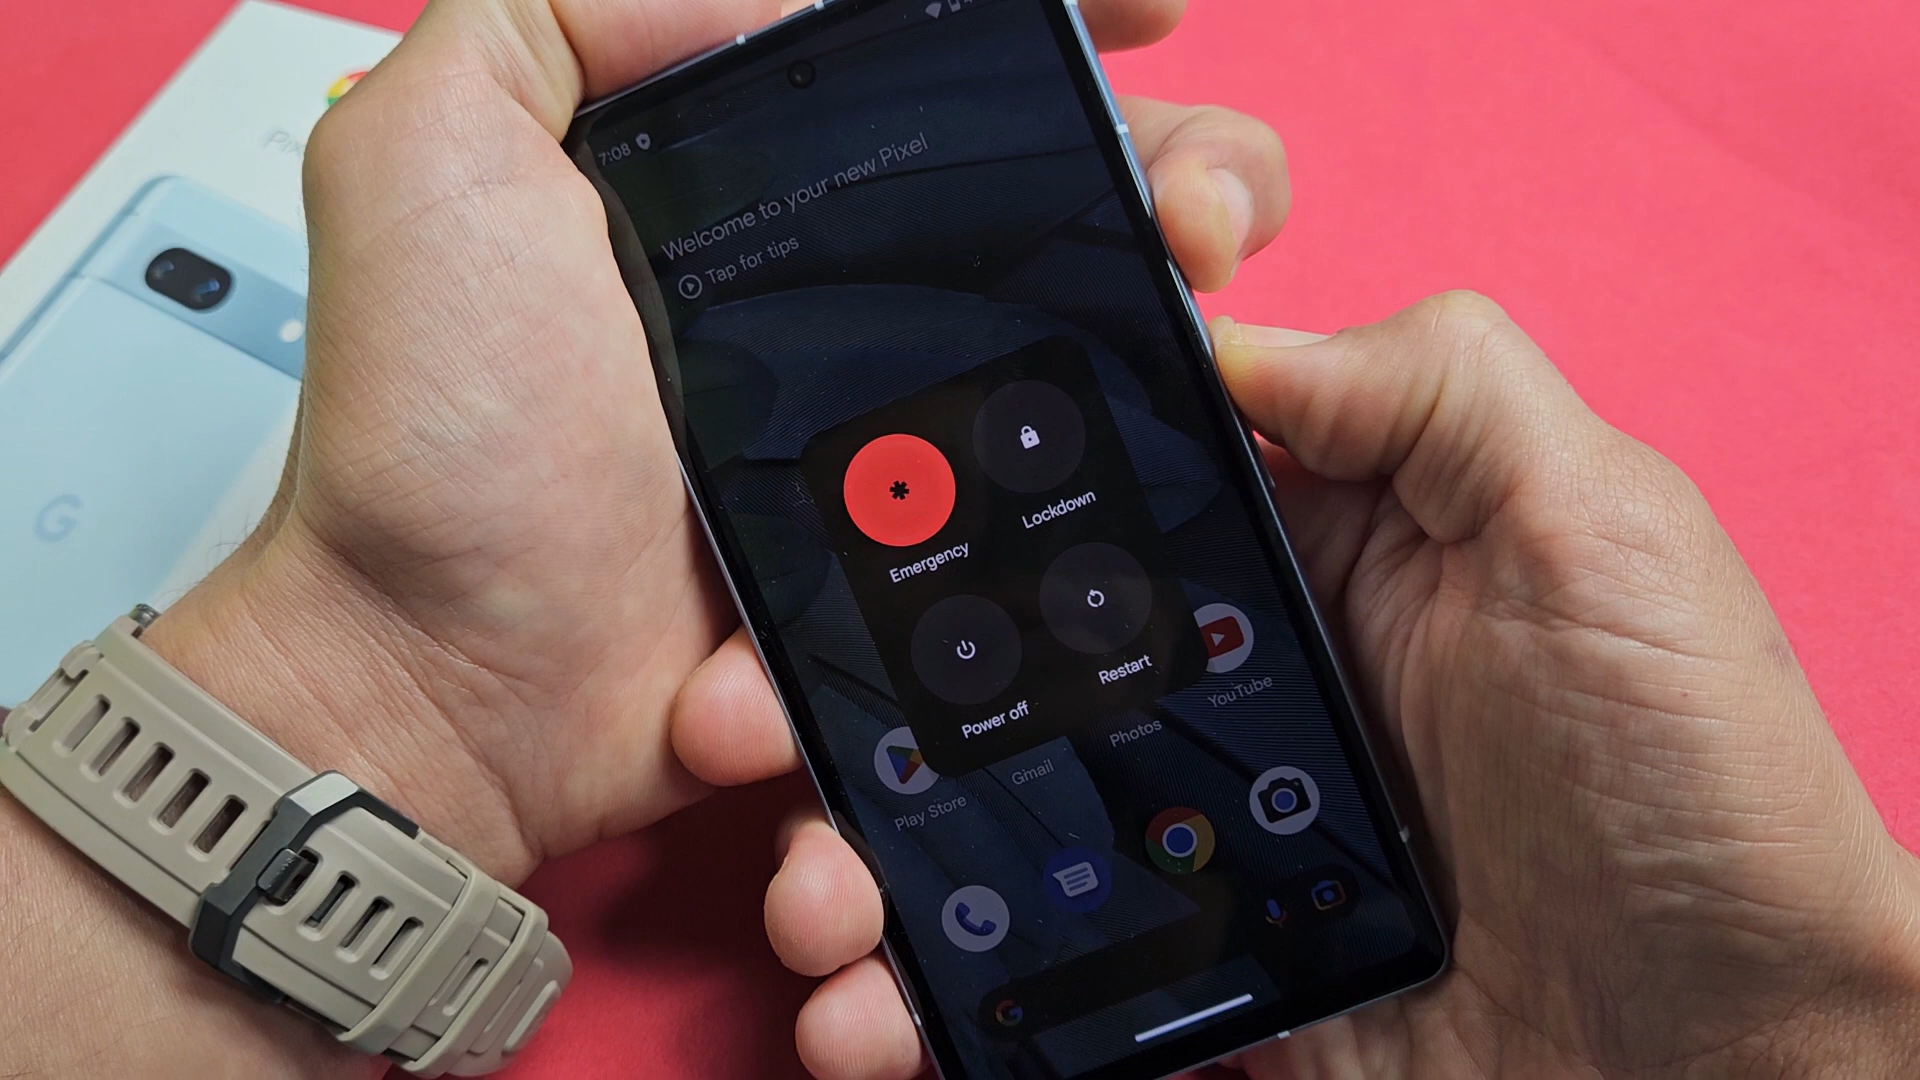 7:08
Welcome to your new Pixel
Tap for tips
Lockdown
Emergency
Restart
Power off
YouTube
Photos
Gmail
Play Store
G
G